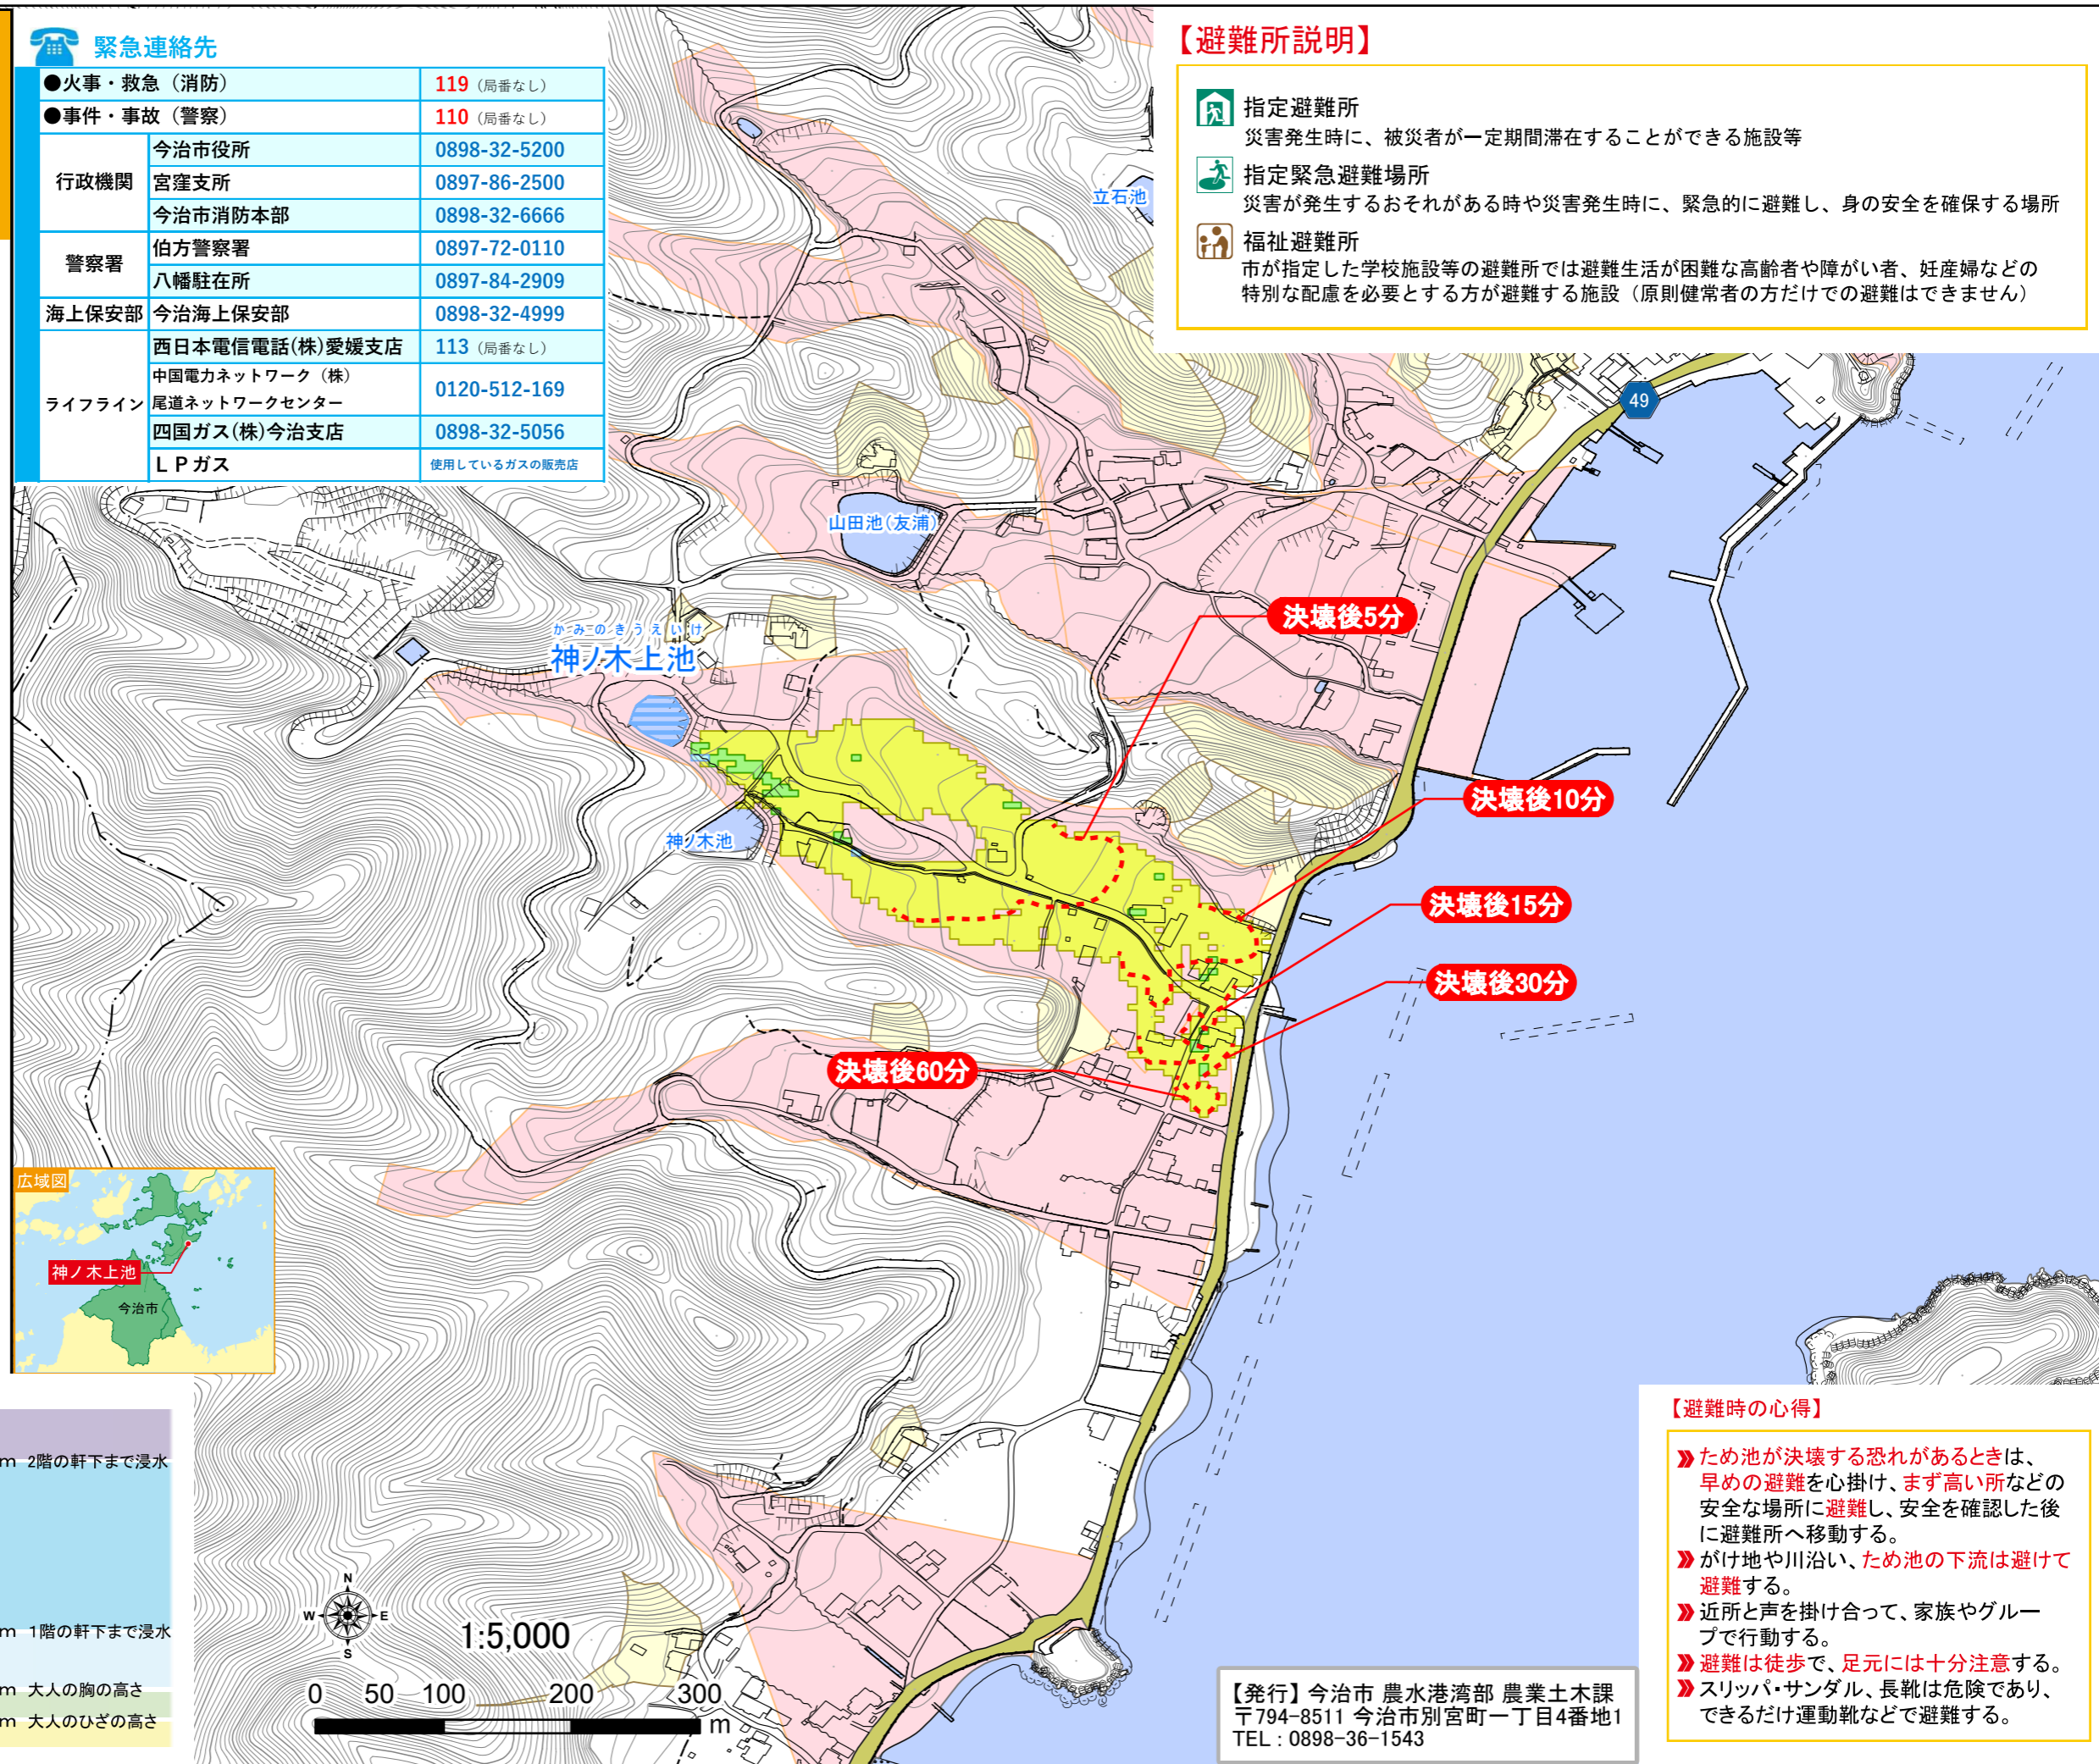 緊急連絡先
●火事・救急（消防） 119（局番なし）
●事件・事故（警察） 110（局番なし）
行政機関
今治市役所 0898-32-5200
宮窪支所 0897-86-2500
今治市消防本部 0898-32-6666
警察署
伯方警察署 0897-72-0110
八幡駐在所 0897-84-2909
海上保安部 今治海上保安部 0898-32-4999
ライフライン
西日本電信電話(株)愛媛支店 113（局番なし）
中国電力ネットワーク（株）
尾道ネットワークセンター 0120-512-169
四国ガス(株)今治支店 0898-32-5056
ＬＰガス 使用しているガスの販売店
【避難所説明】
指定避難所
災害発生時に、被災者が一定期間滞在することができる施設等
指定緊急避難場所
災害が発生するおそれがある時や災害発生時に、緊急的に避難し、身の安全を確保する場所
福祉避難所
市が指定した学校施設等の避難所では避難生活が困難な高齢者や障がい者、妊産婦などの
特別な配慮を必要とする方が避難する施設（原則健常者の方だけでの避難はできません）
立石池
49
山田池(友浦)
決壊後5分
かみのきうえいけ
神ノ木上池
決壊後10分
神ノ木池
決壊後15分
決壊後30分
決壊後60分
広域図
神ノ木上池
今治市
m 2階の軒下まで浸水
m 1階の軒下まで浸水
m 大人の胸の高さ
m 大人のひざの高さ
N
W E
S
1:5,000
0 50 100 200 300
m
【発行】今治市 農水港湾部 農業土木課
〒794-8511 今治市別宮町一丁目4番地1
TEL：0898-36-1543
【避難時の心得】
ため池が決壊する恐れがあるときは、
早めの避難を心掛け、まず高い所などの
安全な場所に避難し、安全を確認した後
に避難所へ移動する。
がけ地や川沿い、ため池の下流は避けて
避難する。
近所と声を掛け合って、家族やグルー
プで行動する。
避難は徒歩で、足元には十分注意する。
スリッパ・サンダル、長靴は危険であり、
できるだけ運動靴などで避難する。